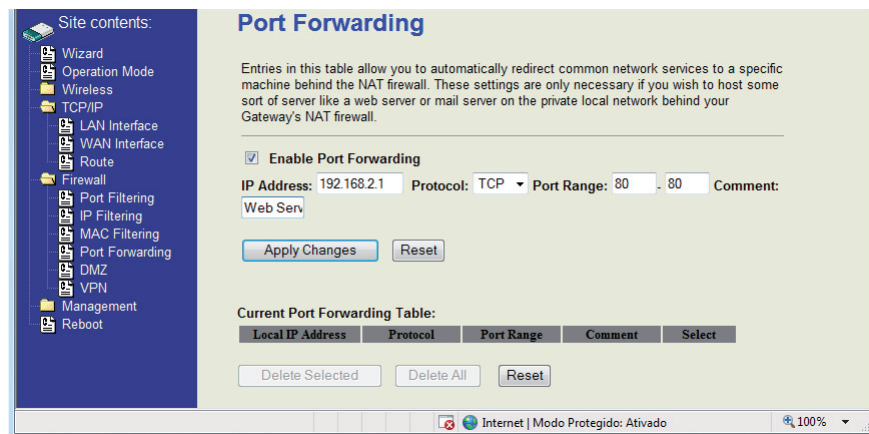 Site contents:
Wizard
Operation Mode
Wireless
TCP/IP
LAN Interface
WAN Interface
Route
Firewall
Port Filtering
IP Filtering
MAC Filtering
Port Forwarding
DMZ
VPN
Management
Reboot
Port Forwarding
Entries in this table allow you to automatically redirect common network services to a specific
machine behind the NAT firewall. These settings are only necessary if you wish to host some
sort of server like a web server or mail server on the private local network behind your
Gateway's NAT firewall.
Enable Port Forwarding
IP Address: 192.168.2.1 Protocol: TCP Port Range: 80 - 80 Comment:
Web Serv
Apply Changes Reset
Current Port Forwarding Table:
Local IP Address Protocol Port Range Comment Select
Delete Selected Delete All Reset
Internet | Modo Protegido: Ativado 100%